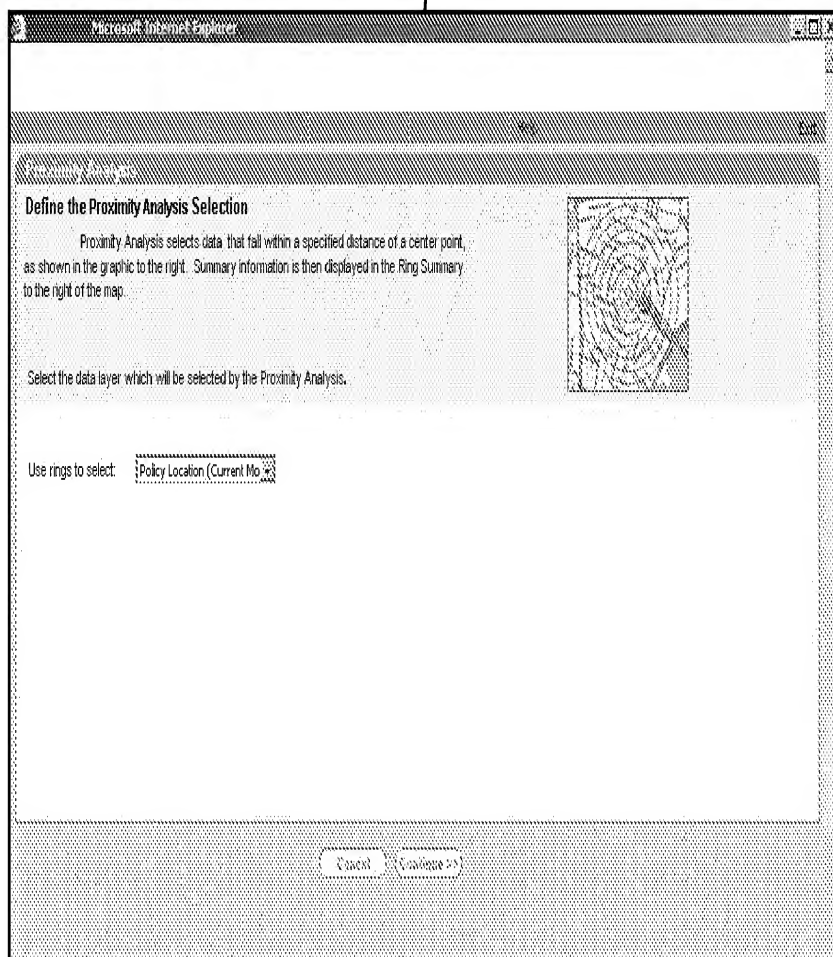 Microsoft Internet Explorer
Help Exit
Proximity Analysis
Define the Proximity Analysis Selection
Proximity Analysis selects data that fall within a specified distance of a center point,
as shown in the graphic to the right. Summary information is then displayed in the Ring Summary
to the right of the map.
Select the data layer which will be selected by the Proximity Analysis.
Use rings to select: Policy Location (Current Mo
Cancel Continue >>